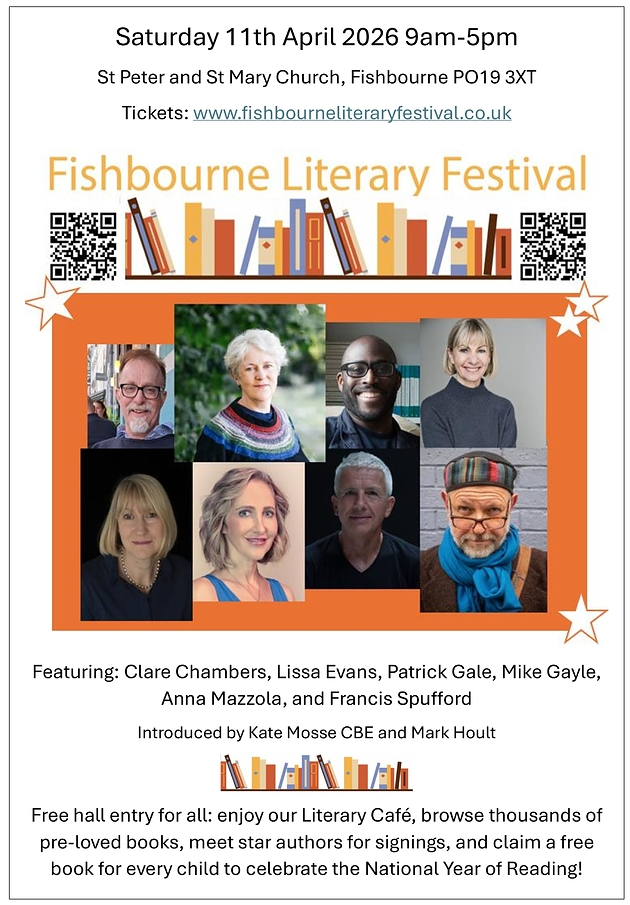 Saturday 11th April 2026 9am-5pm
St Peter and St Mary Church, Fishbourne PO19 3XT
Tickets: www.fishbourneliteraryfestival.co.uk
Fishbourne Literary Festival
Featuring: Clare Chambers, Lissa Evans, Patrick Gale, Mike Gayle,
Anna Mazzola, and Francis Spufford
Introduced by Kate Mosse CBE and Mark Hoult
Free hall entry for all: enjoy our Literary Café, browse thousands of
pre-loved books, meet star authors for signings, and claim a free
book for every child to celebrate the National Year of Reading!